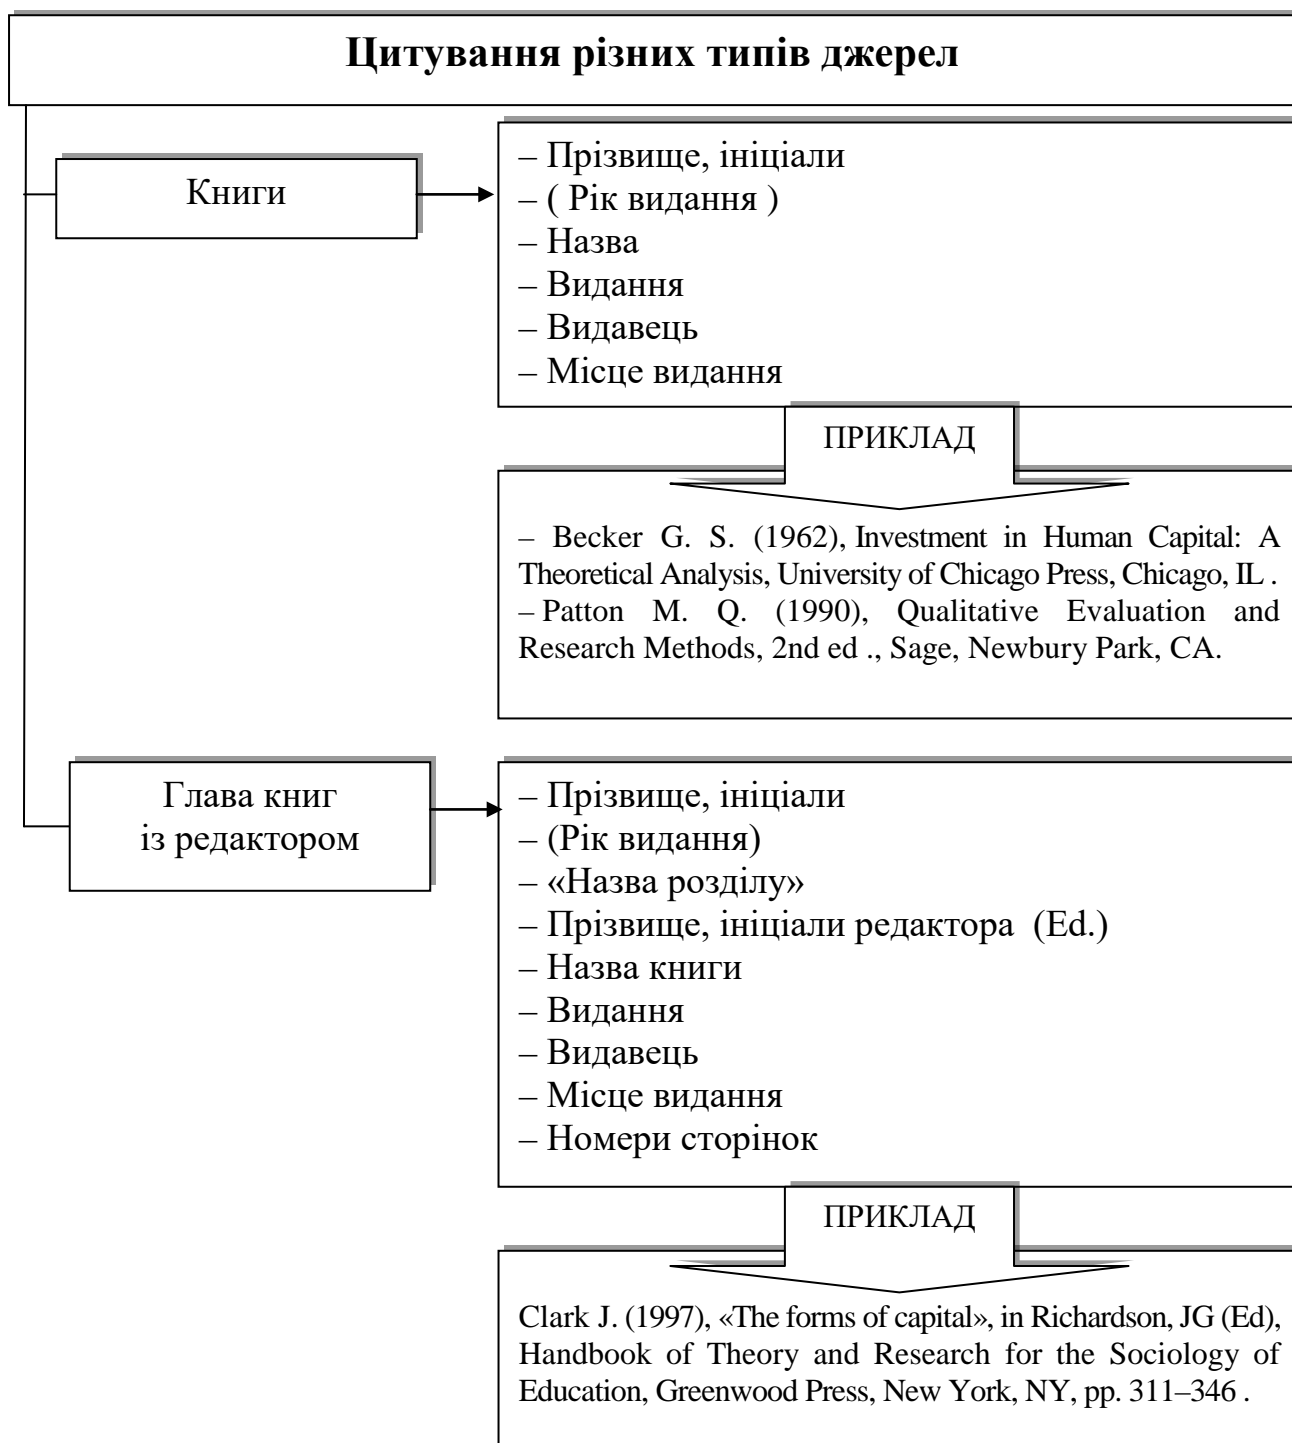 Цитування різних типів джерел
Книги
– Прізвище, ініціали
– ( Рік видання )
– Назва
– Видання
– Видавець
– Місце видання
ПРИКЛАД
– Becker G. S. (1962), Investment in Human Capital: A
Theoretical Analysis, University of Chicago Press, Chicago, IL .
– Patton M. Q. (1990), Qualitative Evaluation and
Research Methods, 2nd ed ., Sage, Newbury Park, CA.
Глава книг
із редактором
– Прізвище, ініціали
– (Рік видання)
– «Назва розділу»
– Прізвище, ініціали редактора (Ed.)
– Назва книги
– Видання
– Видавець
– Місце видання
– Номери сторінок
ПРИКЛАД
Clark J. (1997), «The forms of capital», in Richardson, JG (Ed),
Handbook of Theory and Research for the Sociology of
Education, Greenwood Press, New York, NY, pp. 311–346 .